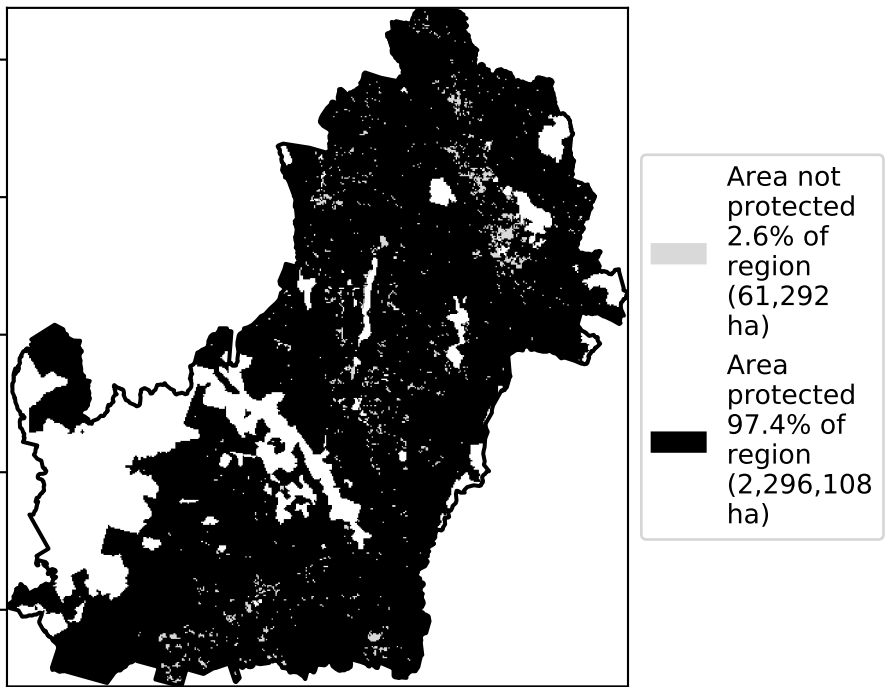 Area not
protected
2.6% of
region
(61,292
ha)
Area
protected
97.4% of
region
(2,296,108
ha)